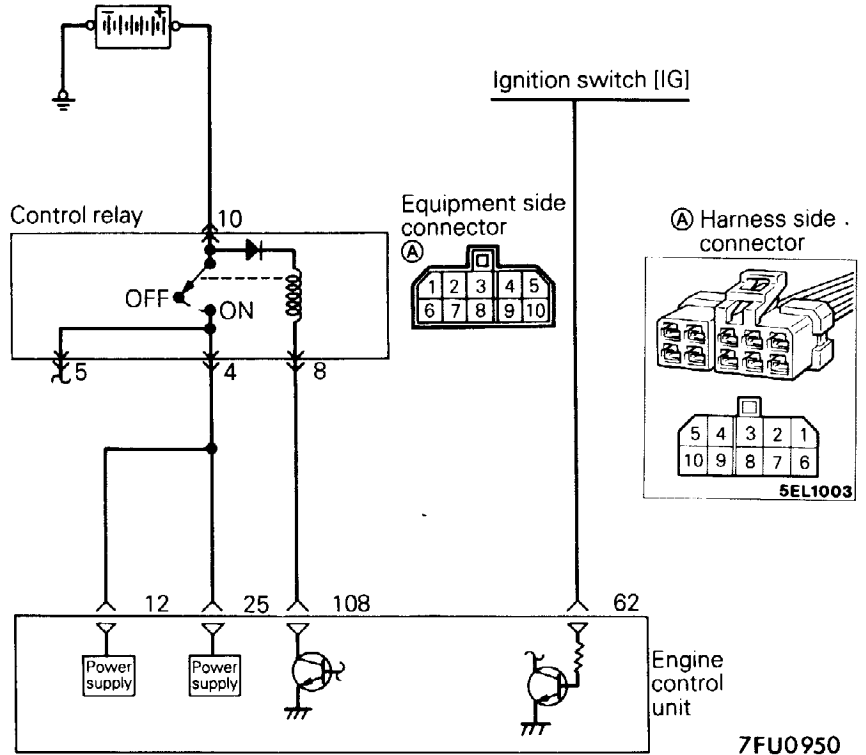 − +
Ignition switch [IG]
Control relay
10
OFF
ON
5
4
8
Equipment side
connector
Ⓐ
1 2 3 4 5
6 7 8 9 10
Ⓐ Harness side
connector
5 4 3 2 1
10 9 8 7 6
5EL1003
12
25
108
62
Power
supply
Power
supply
Engine
control
unit
7FU0950